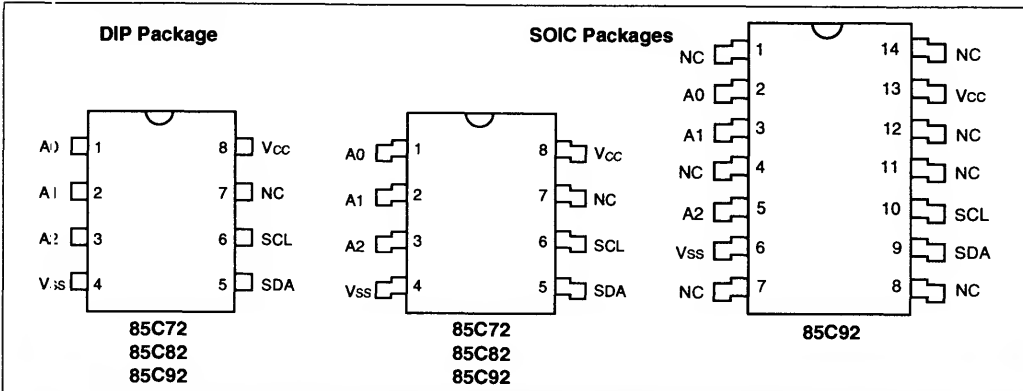 DIP Package
A0 1 8 Vcc
A1 2 7 NC
A2 3 6 SCL
Vss 4 5 SDA
85C72
85C82
85C92
SOIC Packages
A0 1 8 Vcc
A1 2 7 NC
A2 3 6 SCL
Vss 4 5 SDA
85C72
85C82
85C92
NC 1 14 NC
A0 2 13 Vcc
A1 3 12 NC
NC 4 11 NC
A2 5 10 SCL
Vss 6 9 SDA
NC 7 8 NC
85C92